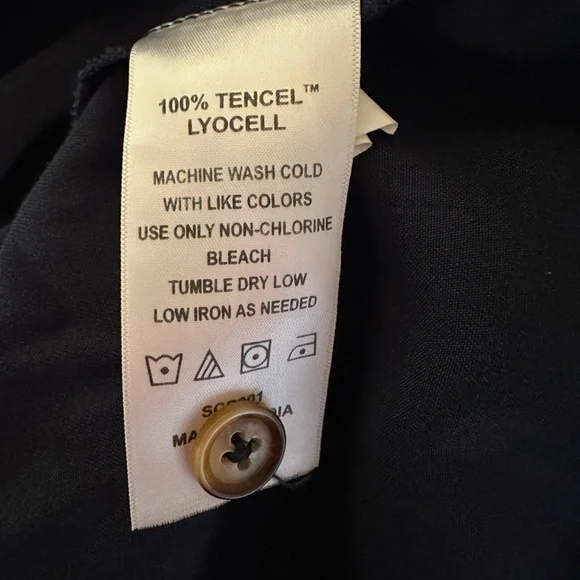 100% TENCEL™
LYOCELL
MACHINE WASH COLD
WITH LIKE COLORS
USE ONLY NON-CHLORINE
BLEACH
TUMBLE DRY LOW
LOW IRON AS NEEDED